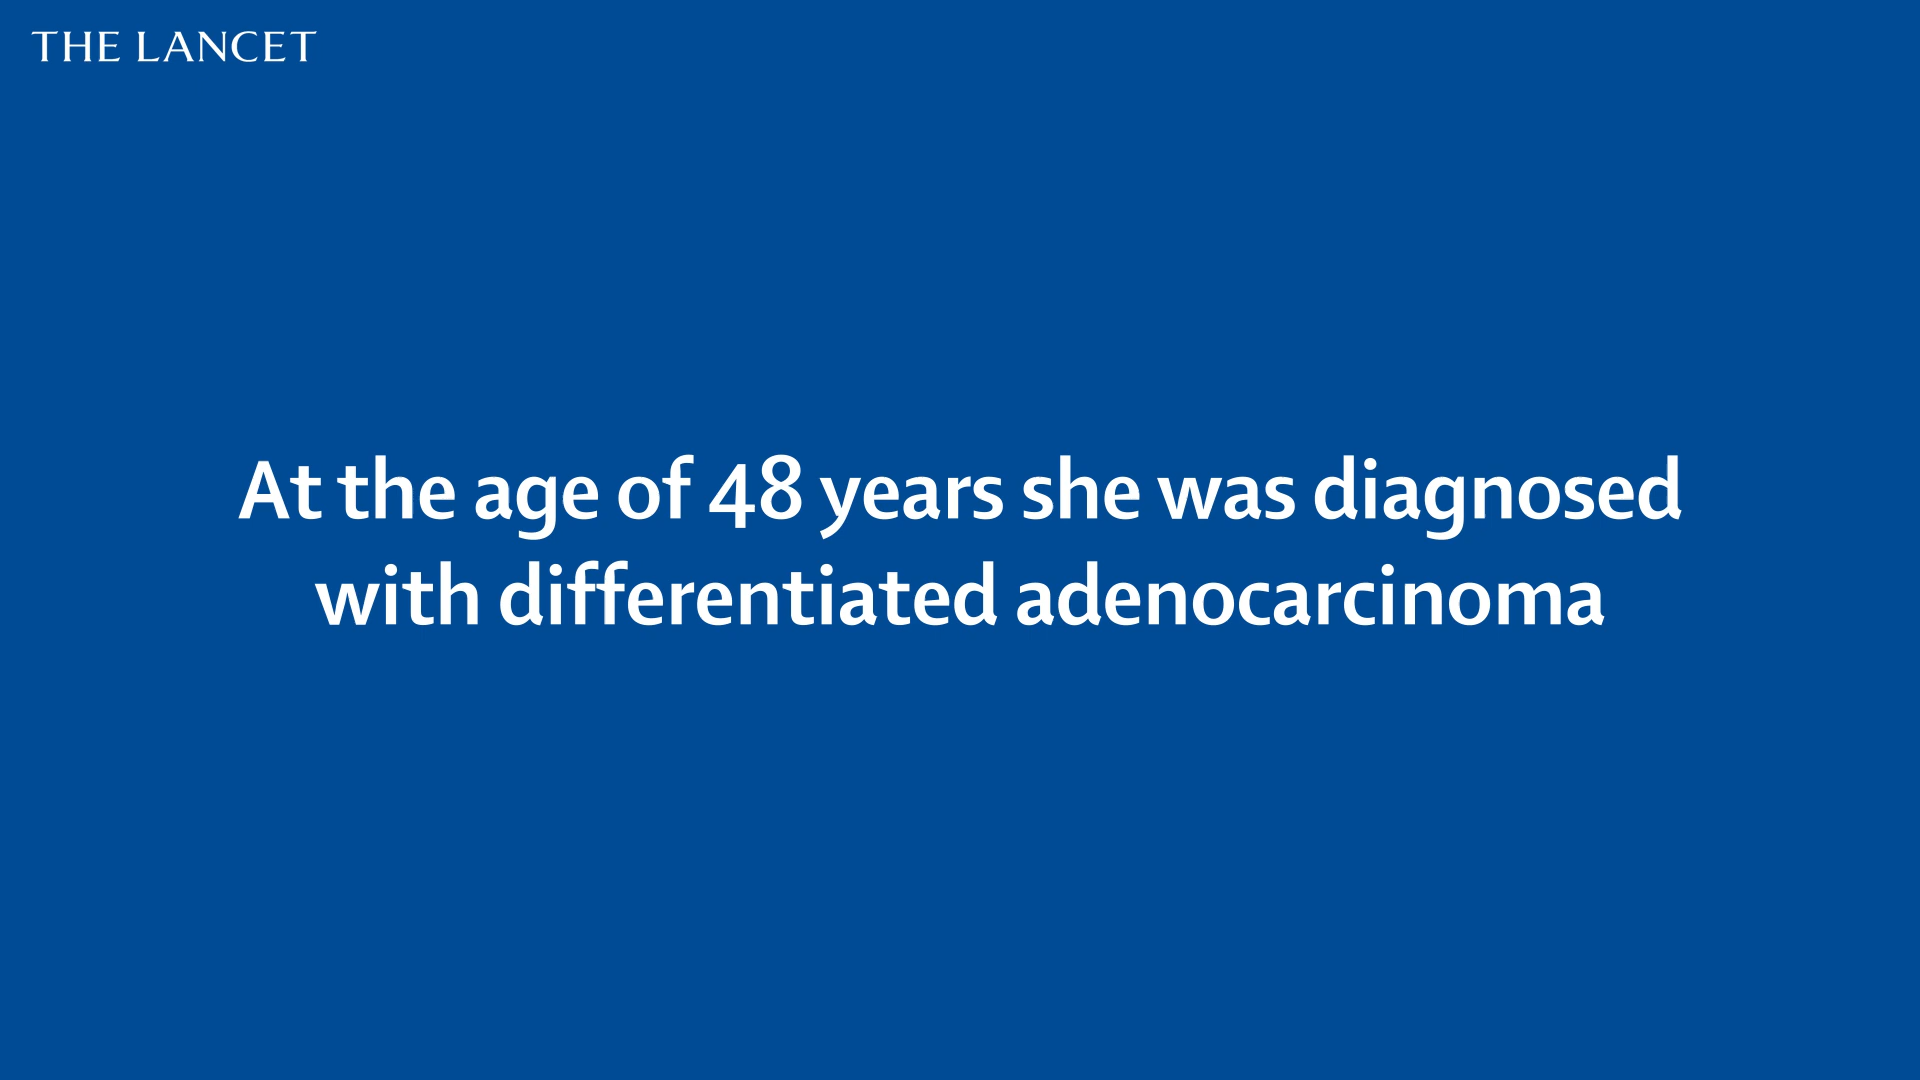 THE LANCET
At the age of 48 years she was diagnosed
with differentiated adenocarcinoma